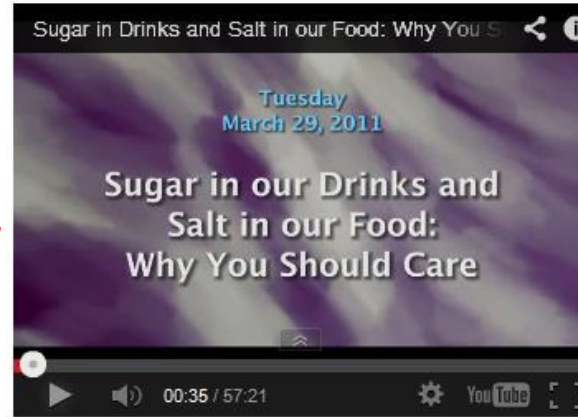 Sugar in Drinks and Salt in our Food: Why You S
Tuesday
March 29, 2011
Sugar in our Drinks and
Salt in our Food:
Why You Should Care
00:35 / 57:21 YouTube